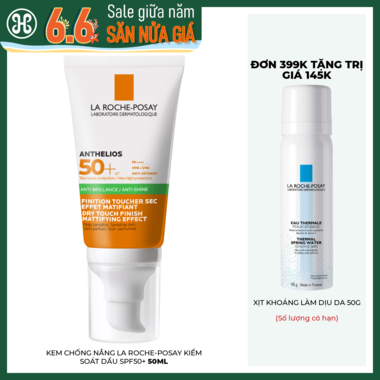 6.6
Sale giữa năm
SĂN NỬA GIÁ
LA ROCHE-POSAY
LABORATOIRE DERMATOLOGIQUE
ANTHELIOS
50+
ANTI-BRILLANCE / ANTI-SHINE
FINITION TOUCHER SEC
EFFET MATIFIANT
DRY TOUCH FINISH
MATTIFYING EFFECT
KEM CHỐNG NẮNG LA ROCHE-POSAY KIỂM
SOÁT DẦU SPF50+ 50ML
ĐƠN 399K TẶNG TRỊ
GIÁ 145K
LA ROCHE-POSAY
LABORATOIRE DERMATOLOGIQUE
EAU THERMALE
THERMAL
SPRING WATER
XỊT KHOÁNG LÀM DỊU DA 50G
(Số lượng có hạn)